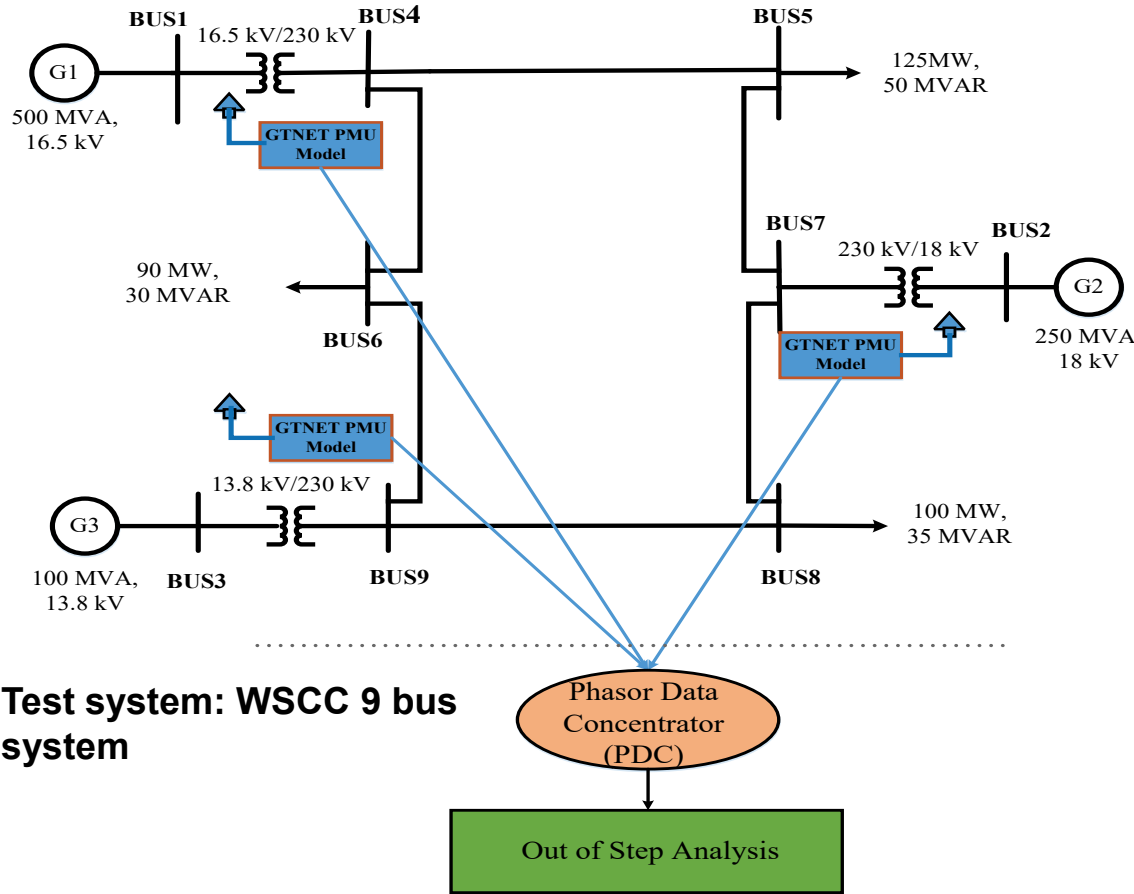 BUS1
BUS4
BUS5
16.5 kV/230 kV
G1
125MW,
50 MVAR
500 MVA,
16.5 kV
GTNET PMU
Model
BUS7
BUS2
230 kV/18 kV
90 MW,
30 MVAR
G2
BUS6
250 MVA
18 kV
GTNET PMU
Model
GTNET PMU
Model
13.8 kV/230 kV
G3
100 MW,
35 MVAR
100 MVA,
13.8 kV
BUS3
BUS9
BUS8
Test system: WSCC 9 bus
system
Phasor Data
Concentrator
(PDC)
Out of Step Analysis